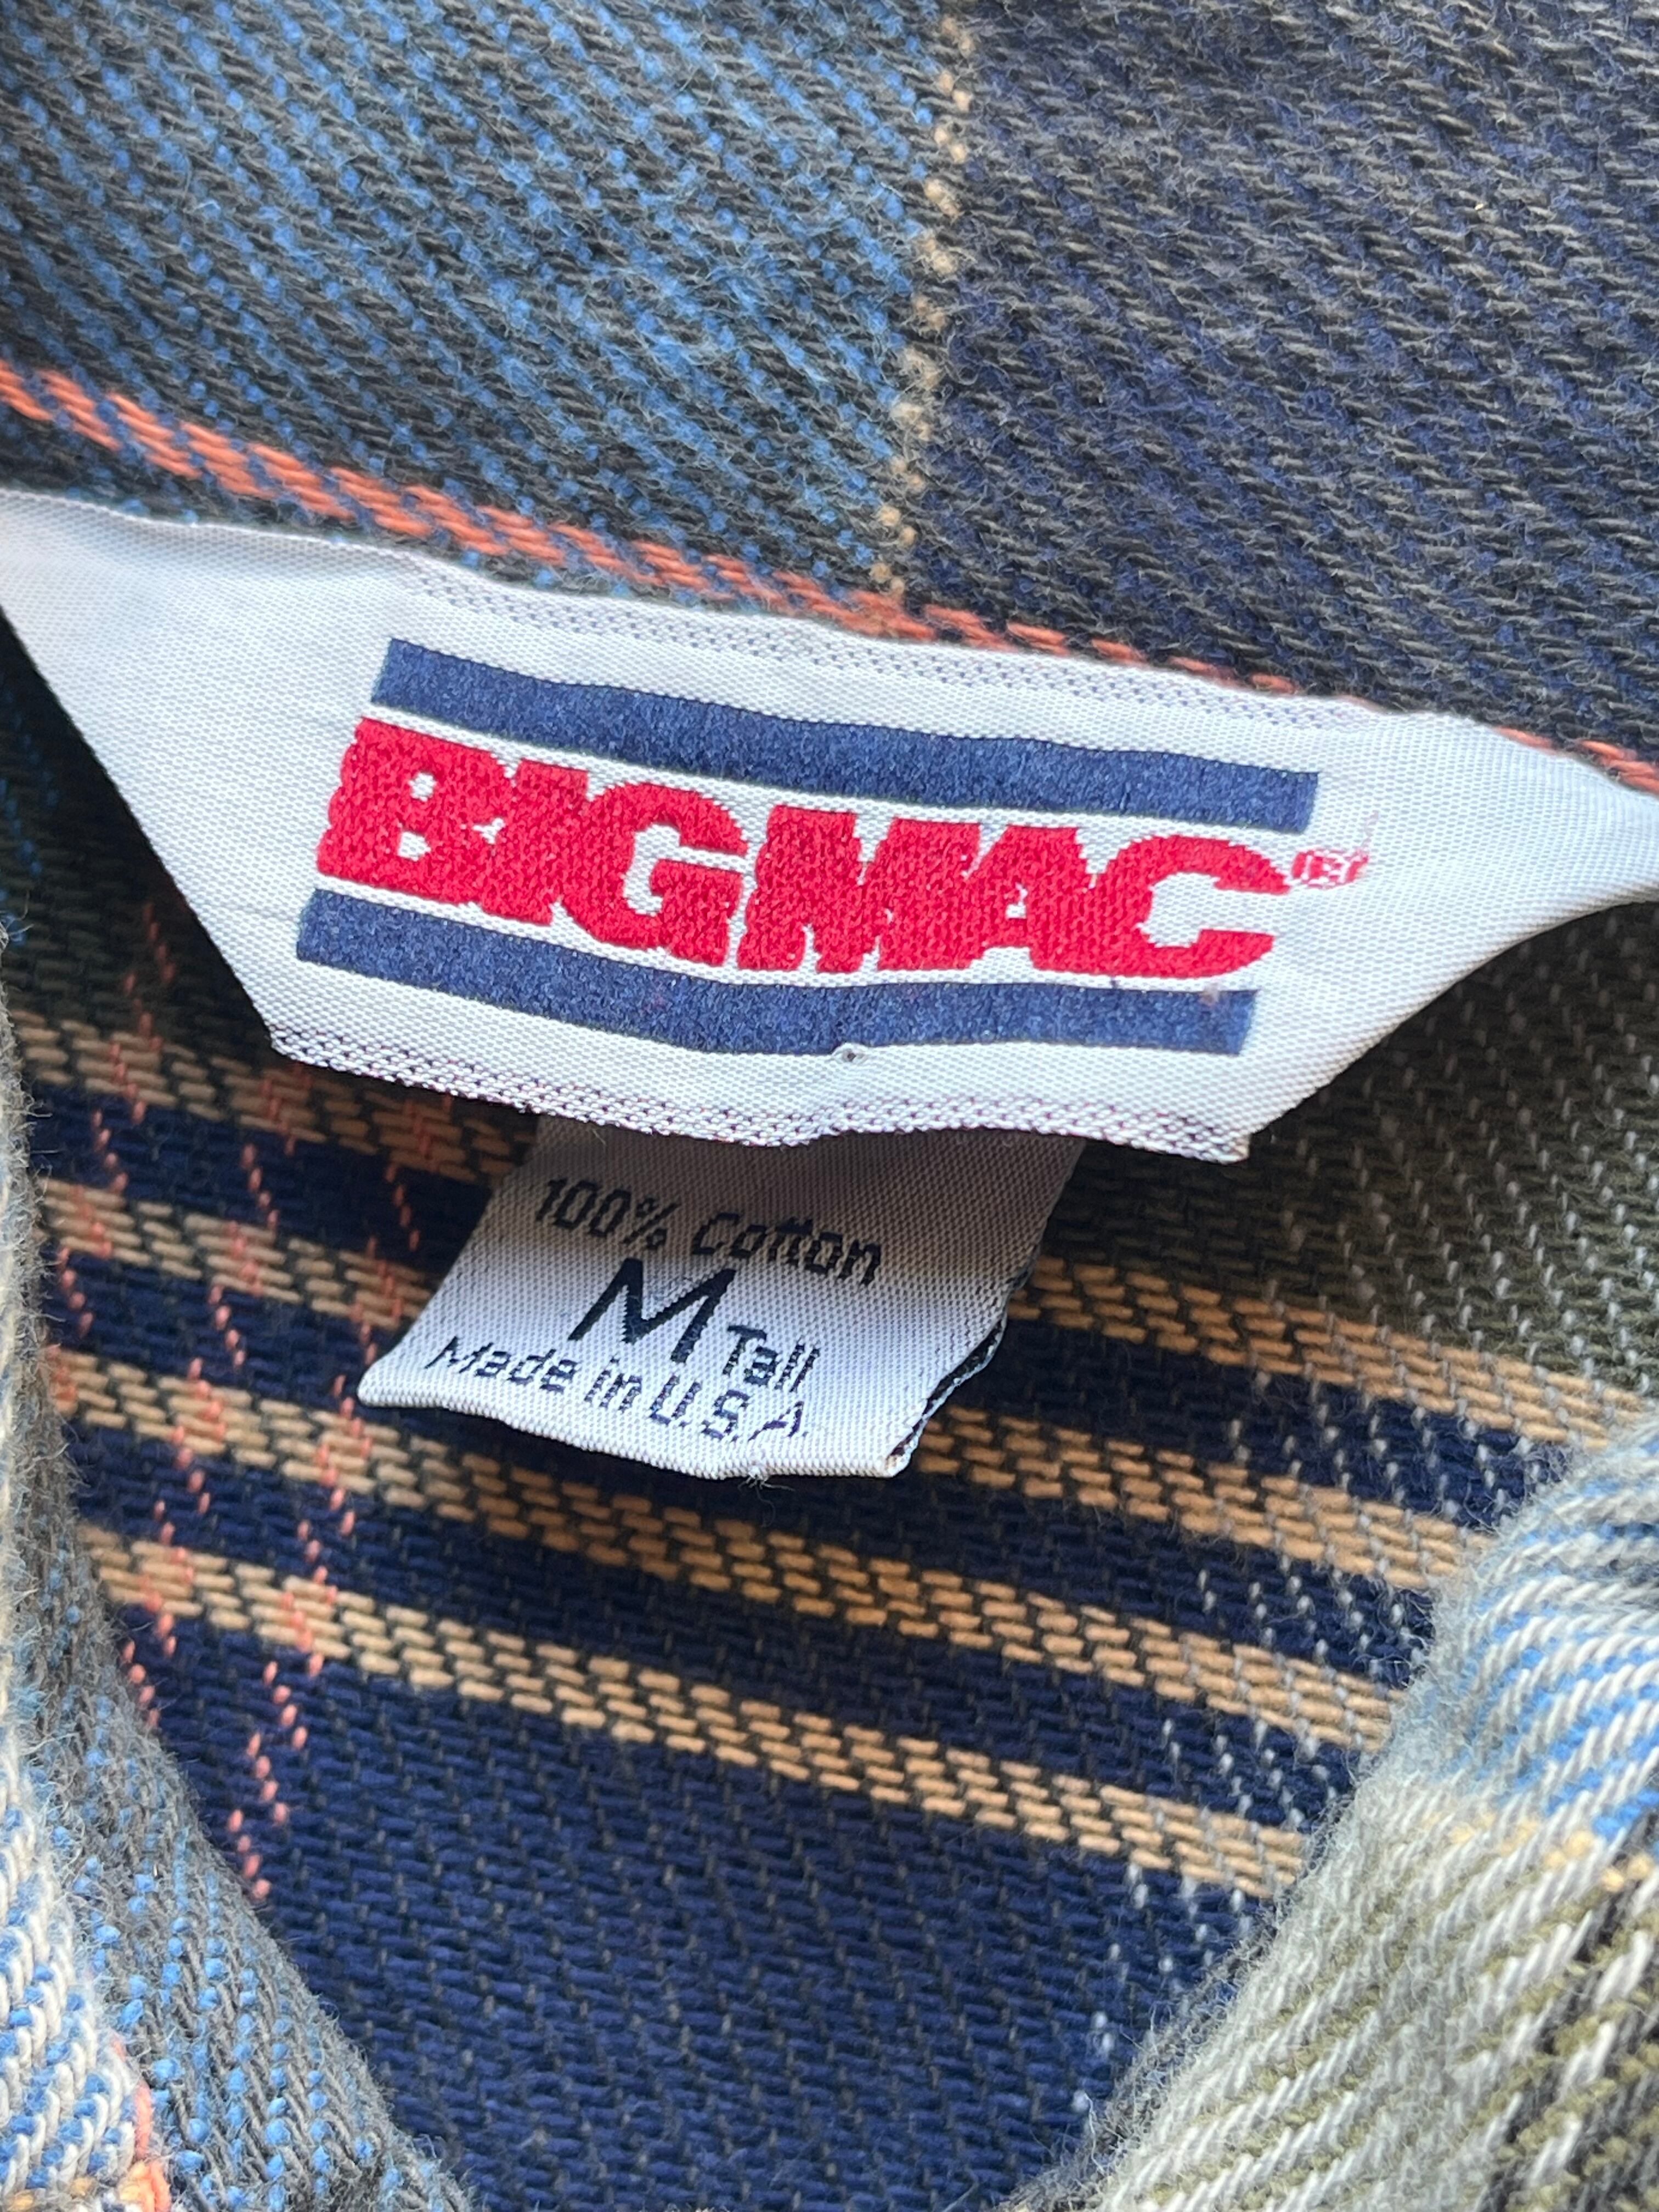 BIGMAC®
100% Cotton
M Tall
Made in U.S.A.